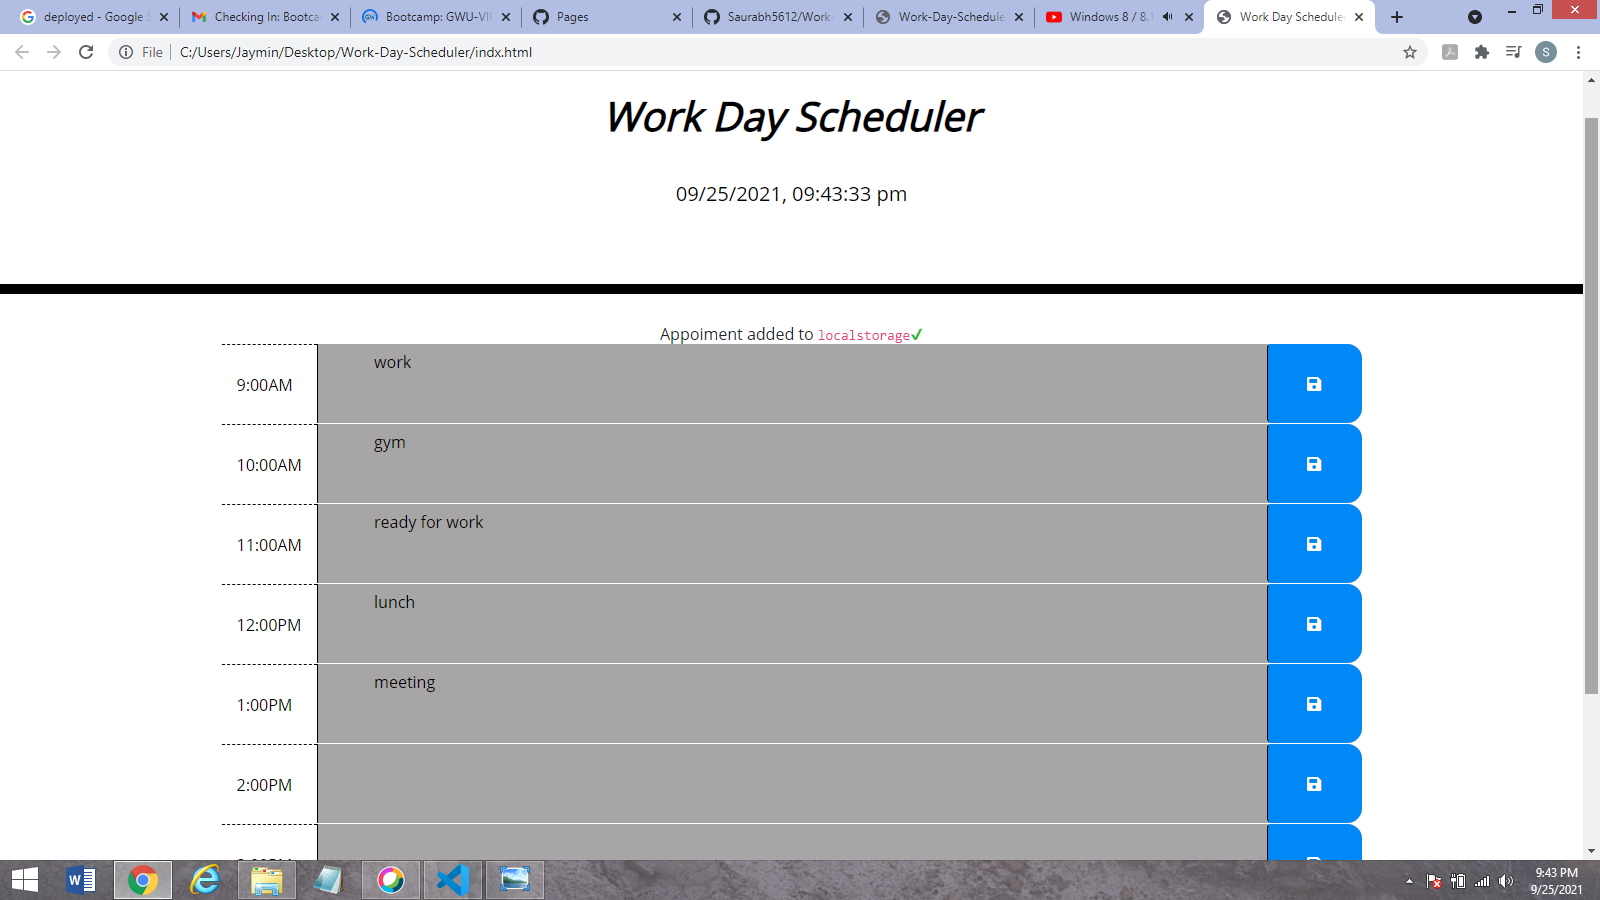 deployed - Google S
Checking In: Bootca
Bootcamp: GWU-VIR
Pages
Saurabh5612/Work-
Work-Day-Schedule
Windows 8 / 8.1
Work Day Scheduler
File
C:/Users/Jaymin/Desktop/Work-Day-Scheduler/indx.html
S
Work Day Scheduler
09/25/2021, 09:43:33 pm
Appoiment added to localstorage✔
9:00AM work
10:00AM gym
11:00AM ready for work
12:00PM lunch
1:00PM meeting
2:00PM
9:43 PM
9/25/2021